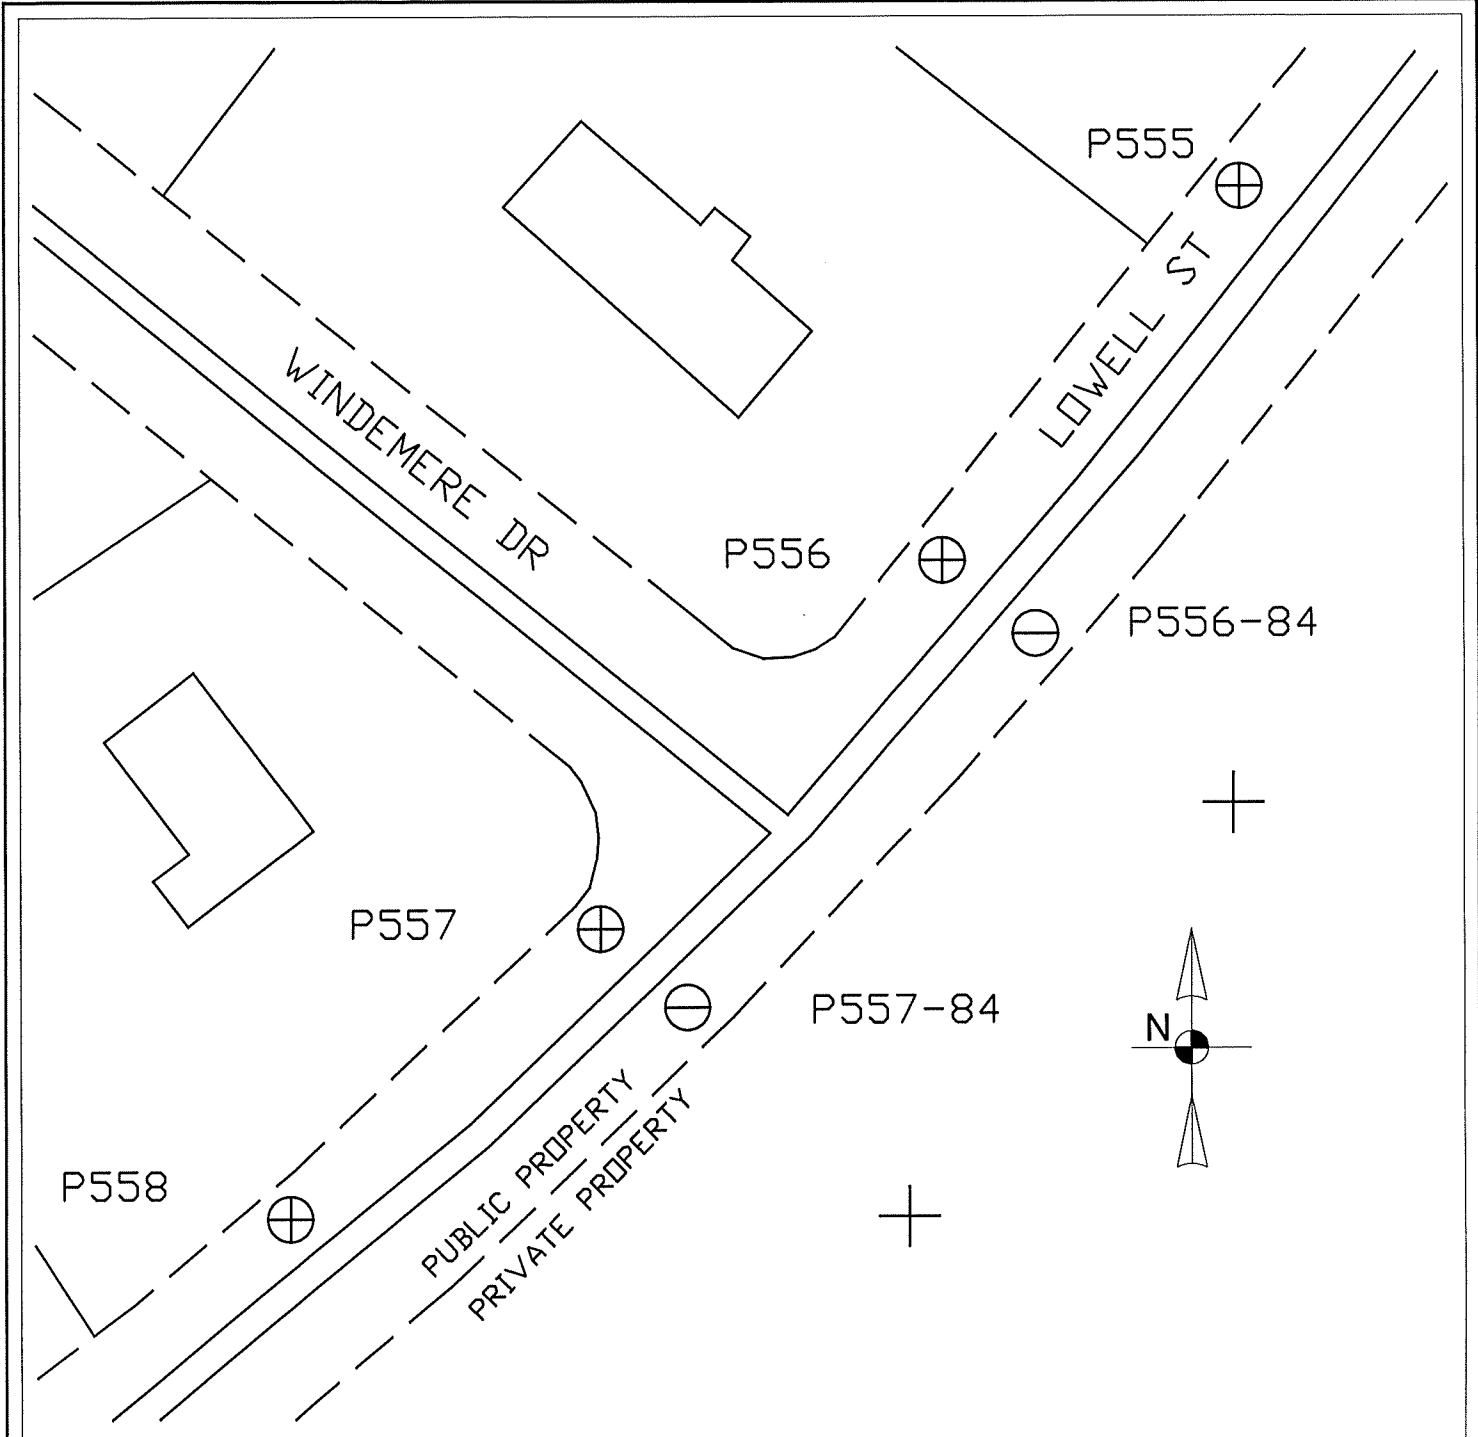 P555
LOWELL ST
WINDEMERE DR
P556
P556-84
P557
P557-84
N
PUBLIC PROPERTY
PRIVATE PROPERTY
P558